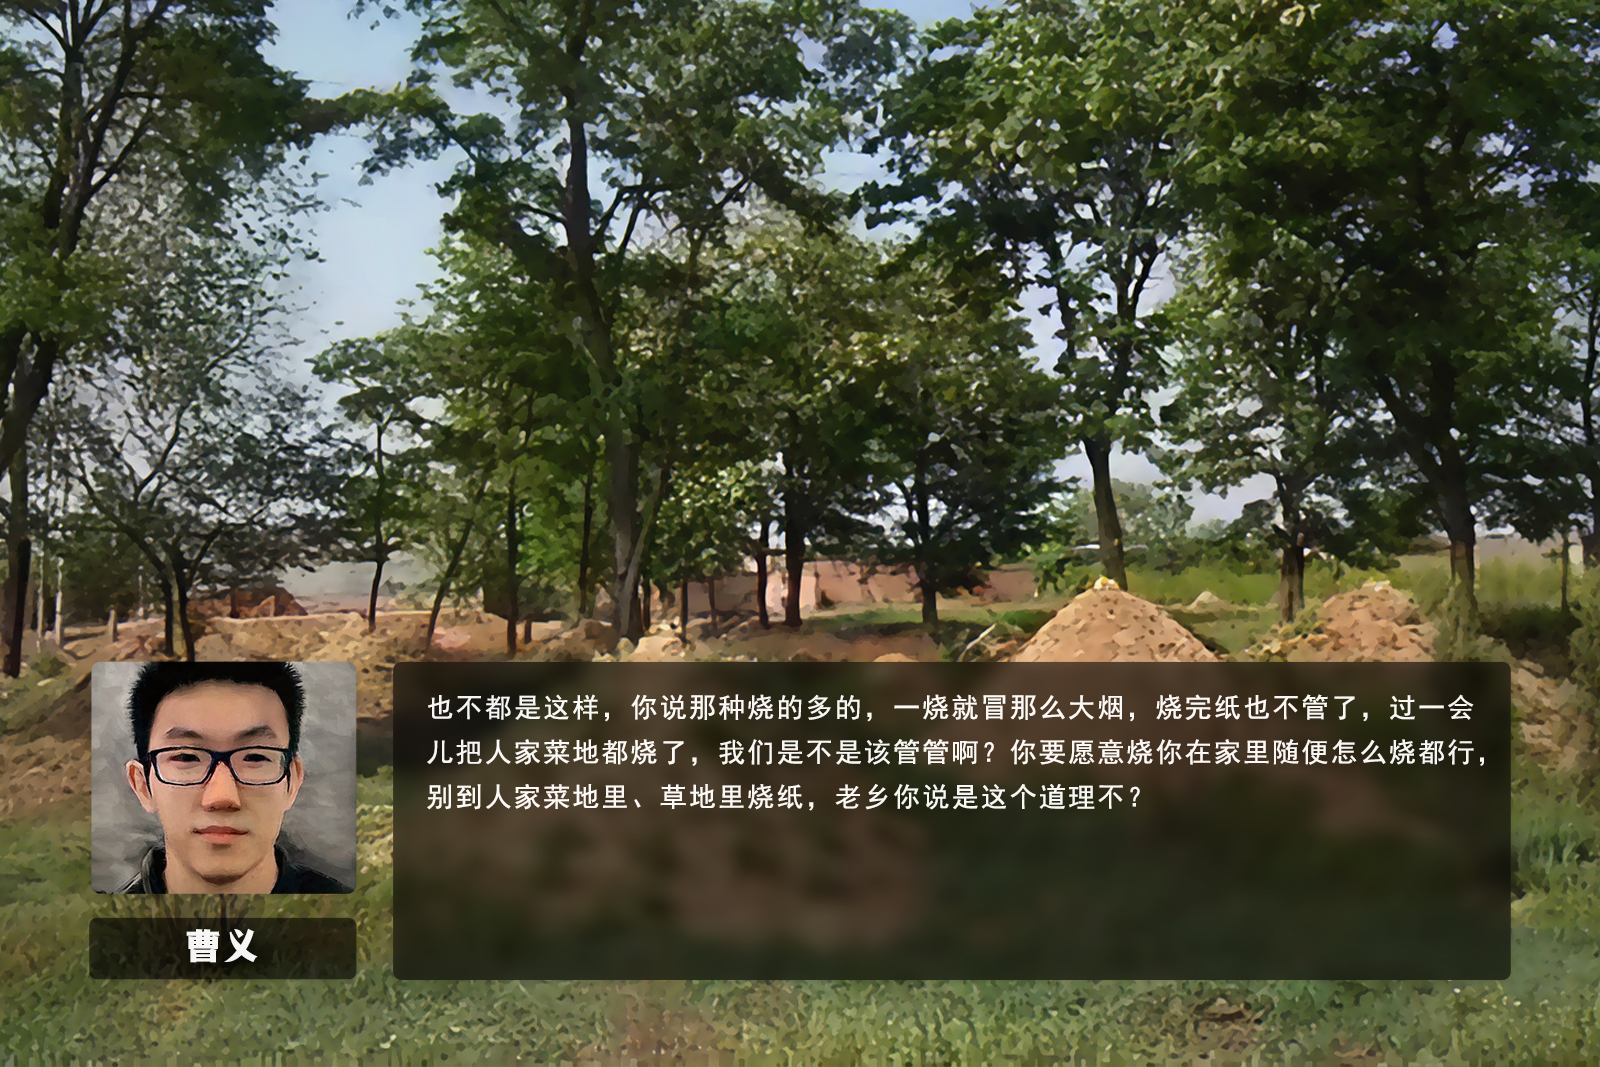 也不都是这样，你说那种烧的多的，一烧就冒那么大烟，烧完纸也不管了，过一会
儿把人家菜地都烧了，我们是不是该管管啊？你要愿意烧你在家里随便怎么烧都行，
别到人家菜地里、草地里烧纸，老乡你说是这个道理不？
曹义